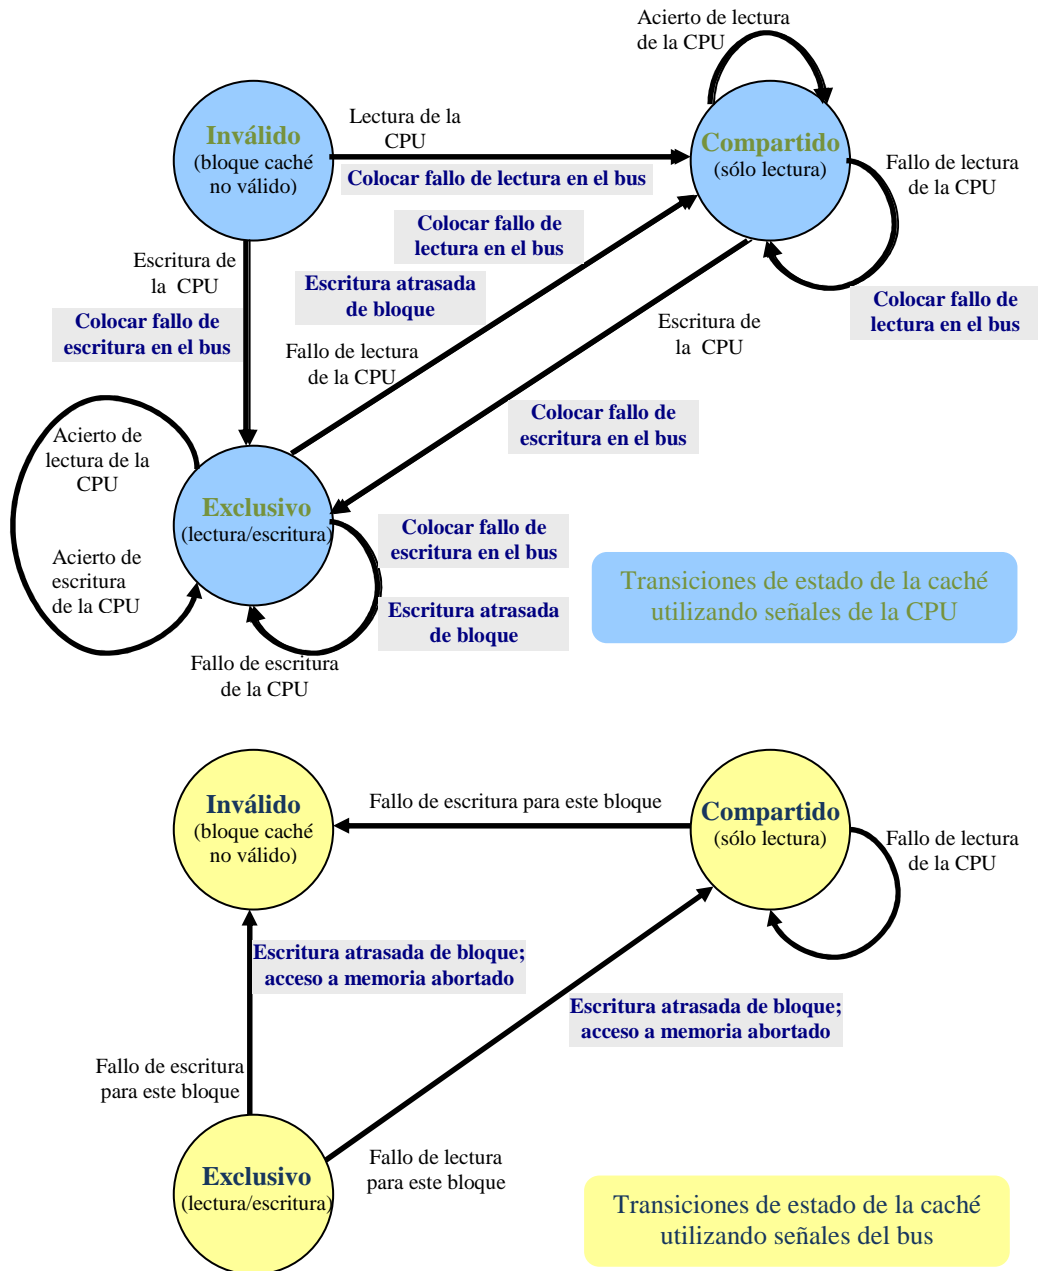 Acierto de lectura
de la CPU
Inválido
(bloque caché
no válido)
Lectura de la
CPU
Colocar fallo de lectura en el bus
Compartido
(sólo lectura)
Fallo de lectura
de la CPU
Colocar fallo de
lectura en el bus
Colocar fallo de
lectura en el bus
Escritura atrasada
de bloque
Fallo de lectura
de la CPU
Escritura de
la CPU
Colocar fallo de
escritura en el bus
Escritura de
la CPU
Colocar fallo de
escritura en el bus
Acierto de
lectura de la
CPU
Acierto de
escritura
de la CPU
Exclusivo
(lectura/escritura)
Colocar fallo de
escritura en el bus
Escritura atrasada
de bloque
Fallo de escritura
de la CPU
Transiciones de estado de la caché
utilizando señales de la CPU
Inválido
(bloque caché
no válido)
Fallo de escritura para este bloque
Compartido
(sólo lectura)
Fallo de lectura
de la CPU
Escritura atrasada de bloque;
acceso a memoria abortado
Escritura atrasada de bloque;
acceso a memoria abortado
Fallo de escritura
para este bloque
Exclusivo
(lectura/escritura)
Fallo de lectura
para este bloque
Transiciones de estado de la caché
utilizando señales del bus